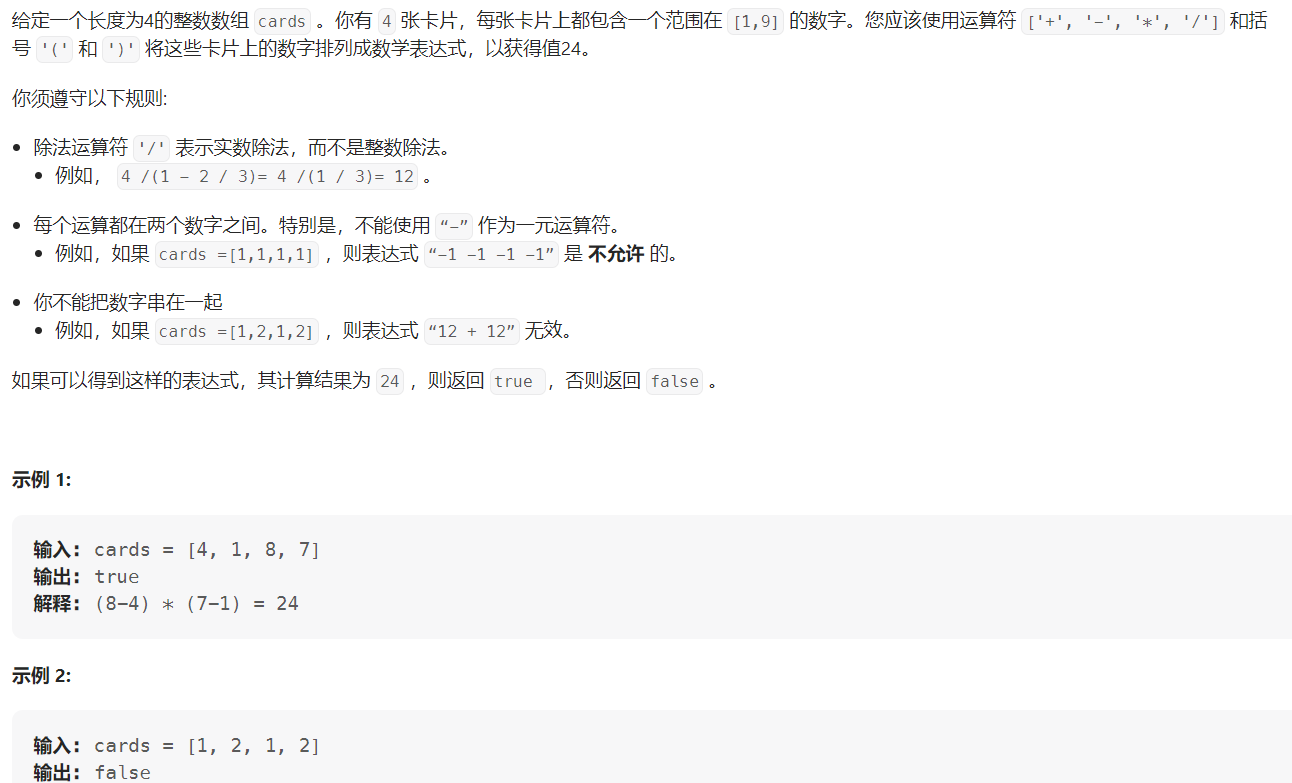 给定一个长度为4的整数数组 cards 。你有 4 张卡片，每张卡片上都包含一个范围在 [1,9] 的数字。您应该使用运算符 ['+', '-', '*', '/'] 和括
号 '(' 和 ')' 将这些卡片上的数字排列成数学表达式，以获得值24。
你须遵守以下规则:
• 除法运算符 '/' 表示实数除法，而不是整数除法。
• 例如， 4 /(1 - 2 / 3)= 4 /(1 / 3)= 12 。
• 每个运算都在两个数字之间。特别是，不能使用 “-” 作为一元运算符。
• 例如，如果 cards =[1,1,1,1] ，则表达式 “-1 -1 -1 -1” 是 不允许 的。
• 你不能把数字串在一起
• 例如，如果 cards =[1,2,1,2] ，则表达式 “12 + 12” 无效。
如果可以得到这样的表达式，其计算结果为 24 ，则返回 true ，否则返回 false 。
示例 1:
输入: cards = [4, 1, 8, 7]
输出: true
解释: (8-4) * (7-1) = 24
示例 2:
输入: cards = [1, 2, 1, 2]
输出: false